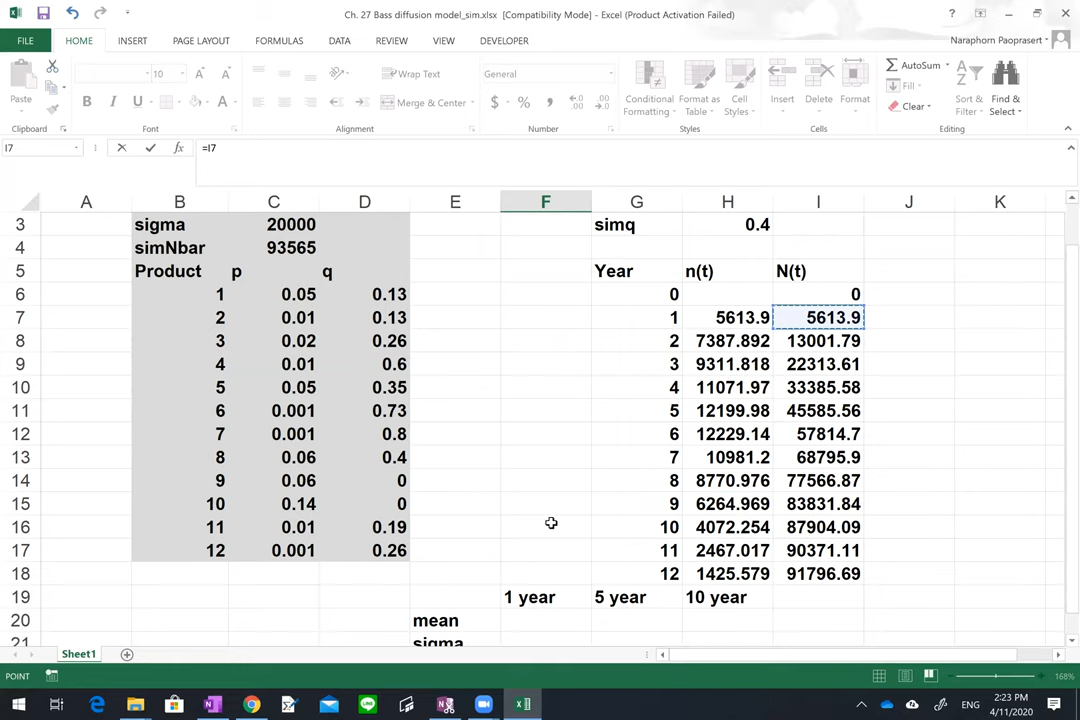 Ch. 27 Bass diffusion model_sim.xlsx [Compatibility Mode] - Excel (Product Activation Failed)
FILE HOME INSERT PAGE LAYOUT FORMULAS DATA REVIEW VIEW DEVELOPER Naraphorn Paoprasert
Paste 10 Wrap Text General Conditional Formatting Format as Table Cell Styles Insert Delete Format AutoSum Fill Clear Sort & Filter Find & Select
B I U Merge & Center $ % ,
Clipboard Font Alignment Number Styles Cells Editing
I7 fx =I7
A B C D E F G H I J K
3 sigma 20000 simq 0.4
4 simNbar 93565
5 Product p q Year n(t) N(t)
6 1 0.05 0.13 0 0
7 2 0.01 0.13 1 5613.9 5613.9
8 3 0.02 0.26 2 7387.892 13001.79
9 4 0.01 0.6 3 9311.818 22313.61
10 5 0.05 0.35 4 11071.97 33385.58
11 6 0.001 0.73 5 12199.98 45585.56
12 7 0.001 0.8 6 12229.14 57814.7
13 8 0.06 0.4 7 10981.2 68795.9
14 9 0.06 0 8 8770.976 77566.87
15 10 0.14 0 9 6264.969 83831.84
16 11 0.01 0.19 10 4072.254 87904.09
17 12 0.001 0.26 11 2467.017 90371.11
18 12 1425.579 91796.69
19 1 year 5 year 10 year
20 mean
21 sigma
Sheet1
POINT 168%
ENG 2:23 PM
4/11/2020